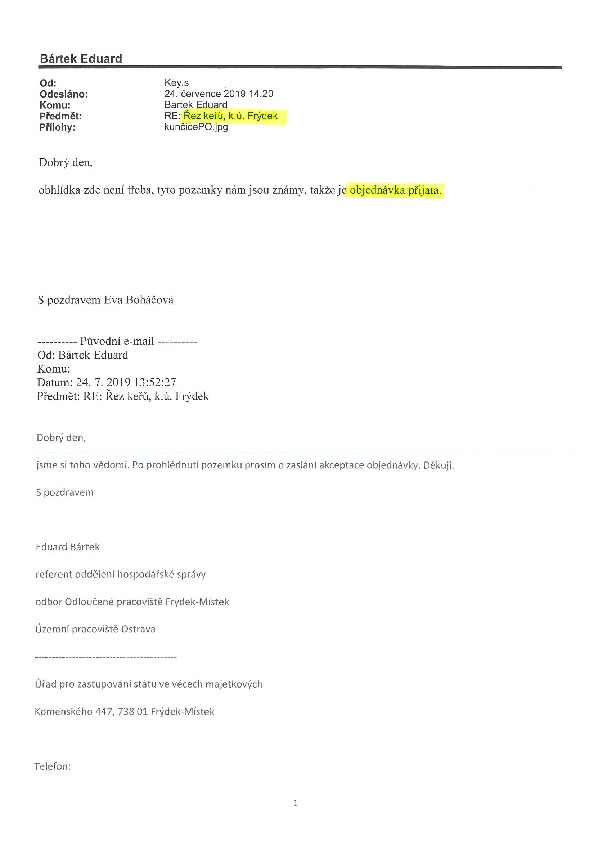 Bártek Eduard
Od: Key.s
Odesláno: 24. července 2019 14:20
Komu: Bártek Eduard
Předmět: RE: Řez keřů, k.ú. Frýdek
Přílohy: kunčicePO.jpg
Dobrý den,
obhlídka zde není třeba, tyto pozemky nám jsou známy, takže je objednávka přijata.
S pozdravem Eva Boháčová
---------- Původní e-mail ----------
Od: Bártek Eduard
Komu:
Datum: 24. 7. 2019 13:52:27
Předmět: RE: Řez keřů, k.ú. Frýdek
Dobrý den,
jsme si toho vědomi. Po prohlédnutí pozemku prosím o zaslání akceptace objednávky. Děkuji.
S pozdravem
Eduard Bártek
referent oddělení hospodářské správy
odbor Odloučené pracoviště Frýdek-Místek
Územní pracoviště Ostrava
------------------------------------------
Úřad pro zastupování státu ve věcech majetkových
Komenského 447, 738 01 Frýdek-Místek
Telefon:
1